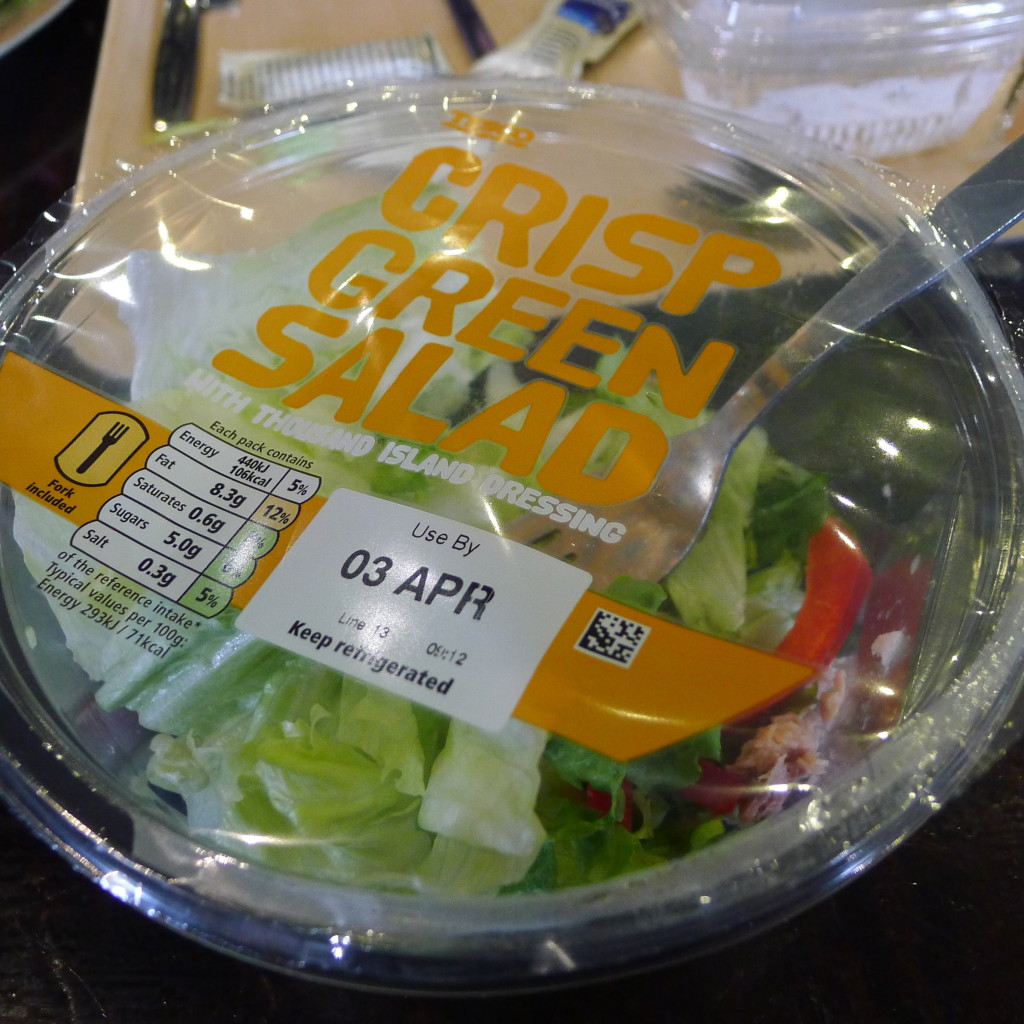 TESCO
CRISP
GREEN
SALAD
WITH THOUSAND ISLAND DRESSING
Fork
included
Each pack contains
Energy 440kJ 106kcal 5%
Fat 8.3g 12%
Saturates 0.6g
Sugars 5.0g
Salt 0.3g 5%
of the reference intake*
Typical values per 100g:
Energy 293kJ / 71kcal
Use By
03 APR
Line 13 09:12
Keep refrigerated